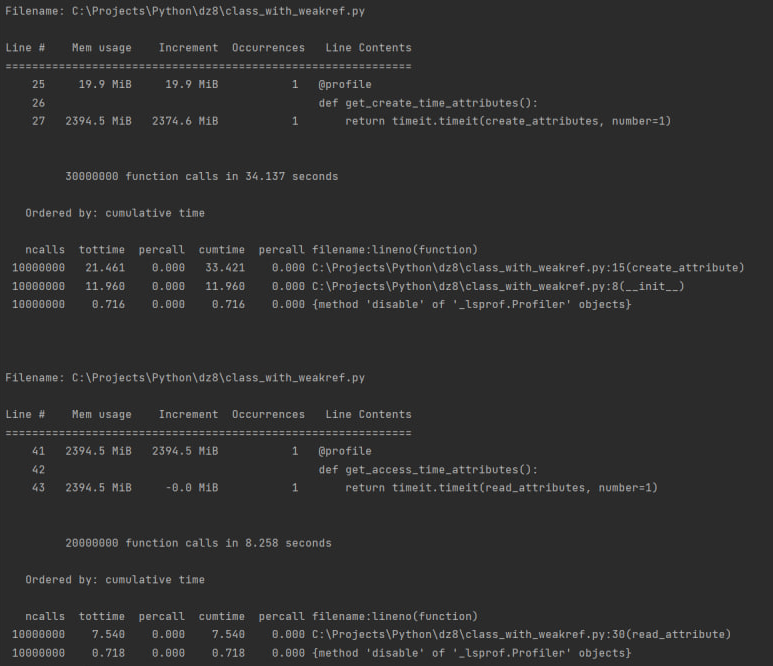 Filename: C:\Projects\Python\dz8\class_with_weakref.py
Line #    Mem usage    Increment  Occurrences   Line Contents
=============================================================
    25     19.9 MiB     19.9 MiB           1   @profile
    26                                         def get_create_time_attributes():
    27   2394.5 MiB   2374.6 MiB           1       return timeit.timeit(create_attributes, number=1)
         30000000 function calls in 34.137 seconds
   Ordered by: cumulative time
   ncalls  tottime  percall  cumtime  percall filename:lineno(function)
 10000000   21.461    0.000   33.421    0.000 C:\Projects\Python\dz8\class_with_weakref.py:15(create_attribute)
 10000000   11.960    0.000   11.960    0.000 C:\Projects\Python\dz8\class_with_weakref.py:8(__init__)
 10000000    0.716    0.000    0.716    0.000 {method 'disable' of '_lsprof.Profiler' objects}
Filename: C:\Projects\Python\dz8\class_with_weakref.py
Line #    Mem usage    Increment  Occurrences   Line Contents
=============================================================
    41   2394.5 MiB   2394.5 MiB           1   @profile
    42                                         def get_access_time_attributes():
    43   2394.5 MiB     -0.0 MiB           1       return timeit.timeit(read_attributes, number=1)
         20000000 function calls in 8.258 seconds
   Ordered by: cumulative time
   ncalls  tottime  percall  cumtime  percall filename:lineno(function)
 10000000    7.540    0.000    7.540    0.000 C:\Projects\Python\dz8\class_with_weakref.py:30(read_attribute)
 10000000    0.718    0.000    0.718    0.000 {method 'disable' of '_lsprof.Profiler' objects}